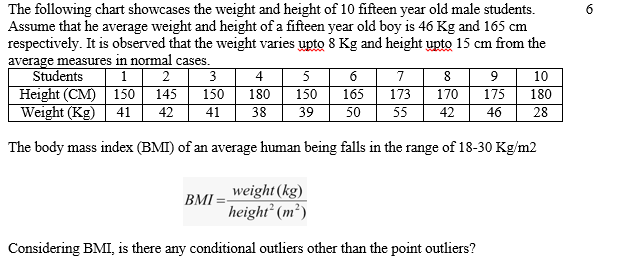 The following chart showcases the weight and height of 10 fifteen year old male students. 6
Assume that he average weight and height of a fifteen year old boy is 46 Kg and 165 cm
respectively. It is observed that the weight varies upto 8 Kg and height upto 15 cm from the
average measures in normal cases.
Students 1 2 3 4 5 6 7 8 9 10
Height (CM) 150 145 150 180 150 165 173 170 175 180
Weight (Kg) 41 42 41 38 39 50 55 42 46 28
The body mass index (BMI) of an average human being falls in the range of 18-30 Kg/m2
BMI = weight (kg)
height² (m²)
Considering BMI, is there any conditional outliers other than the point outliers?